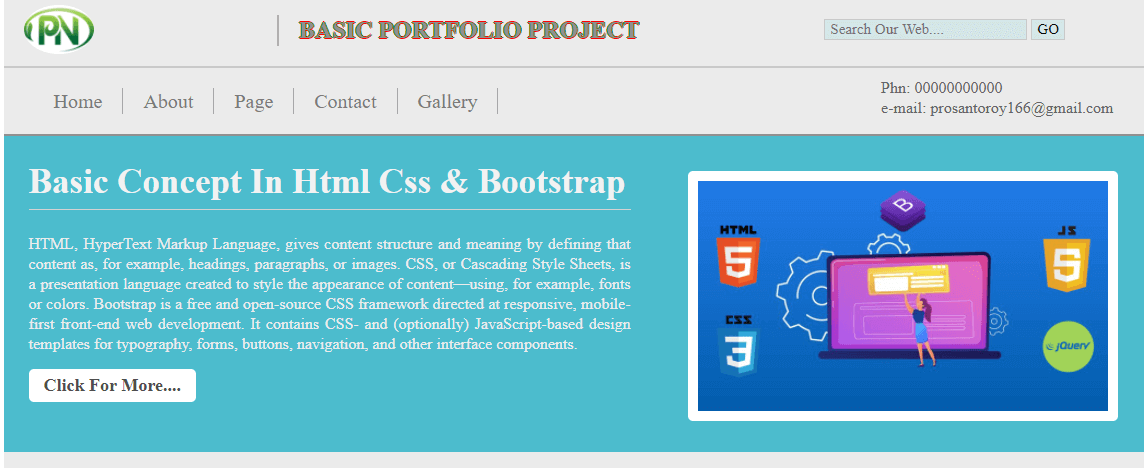 PN
BASIC PORTFOLIO PROJECT
Search Our Web....
GO
Home
About
Page
Contact
Gallery
Phn: 00000000000
e-mail: prosantoroy166@gmail.com
Basic Concept In Html Css & Bootstrap
HTML, HyperText Markup Language, gives content structure and meaning by defining that
content as, for example, headings, paragraphs, or images. CSS, or Cascading Style Sheets, is
a presentation language created to style the appearance of content—using, for example, fonts
or colors. Bootstrap is a free and open-source CSS framework directed at responsive, mobile-
first front-end web development. It contains CSS- and (optionally) JavaScript-based design
templates for typography, forms, buttons, navigation, and other interface components.
Click For More....
B
HTML
5
JS
5
CSS
3
jQuery